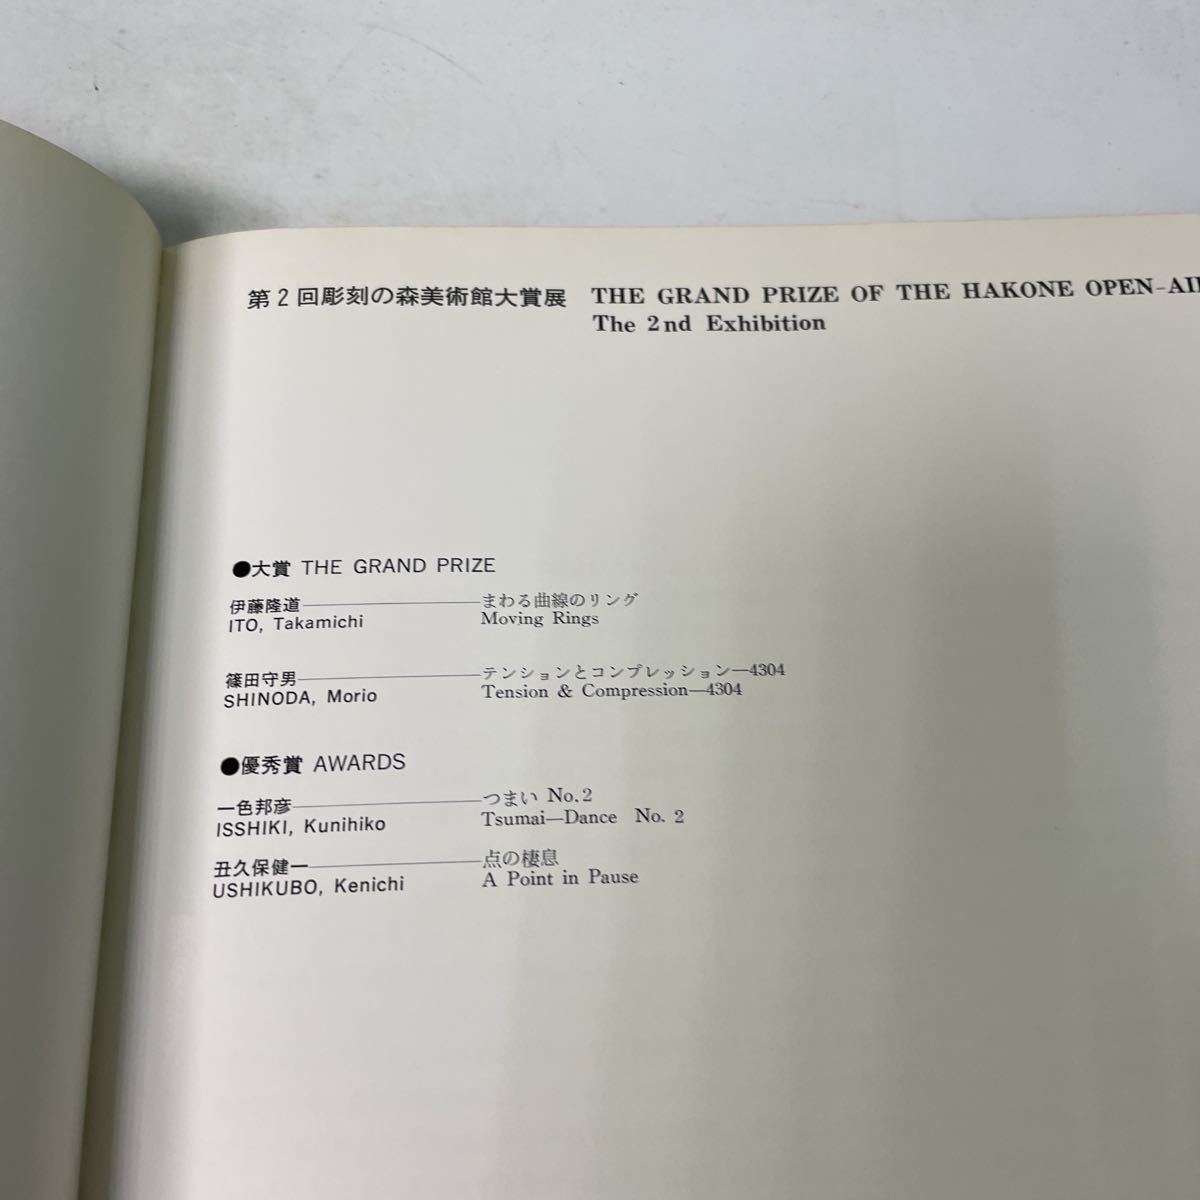 第2回彫刻の森美術館大賞展 THE GRAND PRIZE OF THE HAKONE OPEN-AI
The 2nd Exhibition
●大賞 THE GRAND PRIZE
伊藤隆道――まわる曲線のリング
ITO, Takamichi Moving Rings
篠田守男――テンションとコンプレッション―4304
SHINODA, Morio Tension & Compression—4304
●優秀賞 AWARDS
一色邦彦――つまい No.2
ISSHIKI, Kunihiko Tsumai—Dance No. 2
丑久保健一――点の棲息
USHIKUBO, Kenichi A Point in Pause